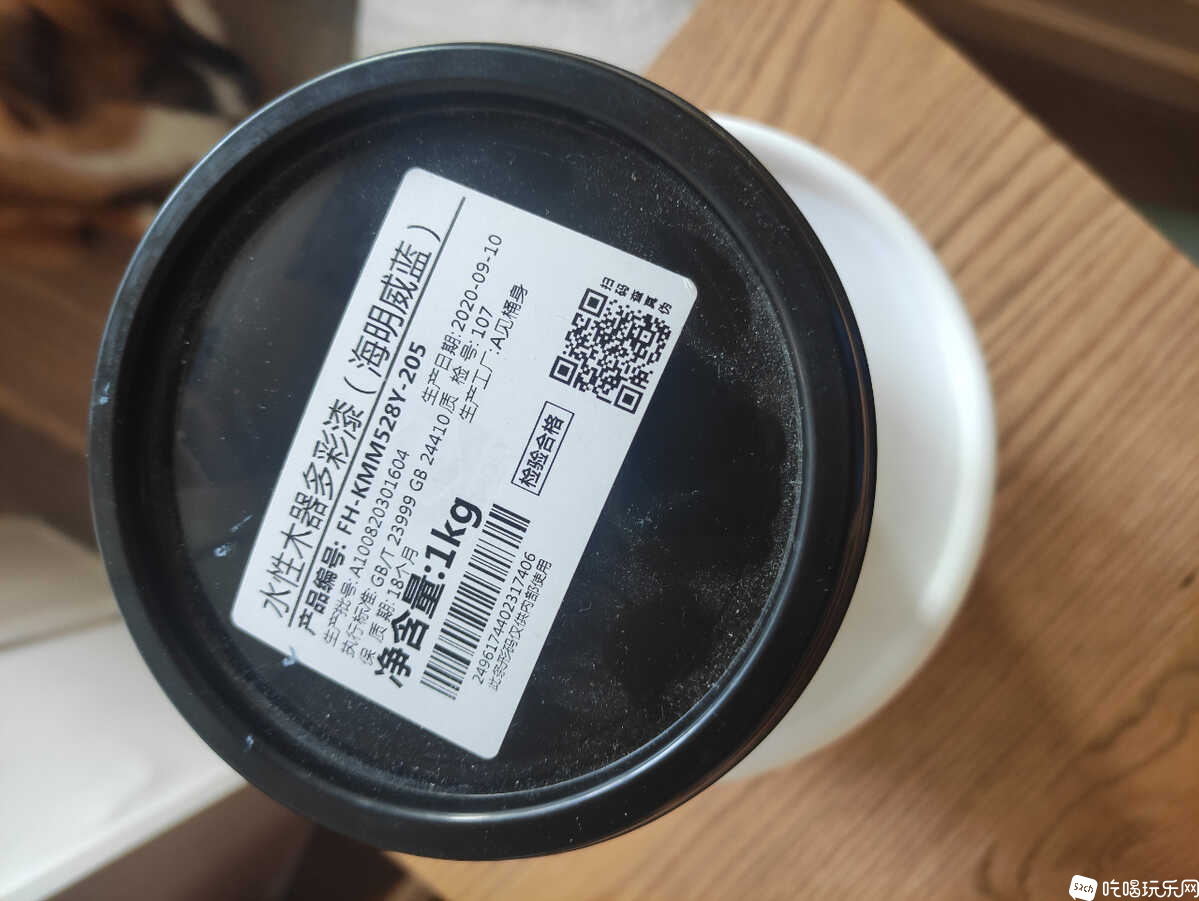 水性木器多彩漆（海明威蓝）
产品编号: FH-KMM528Y-205
生产批号: A100820301604
生产日期:2020-09-10
执行标准:GB/T 23999 GB 24410
质 检 号: 107
保 质 期: 18个月
生产工厂:A见桶身
净含量:1kg
检验合格
扫码查真伪
2496174402317406
此条形码仅供内部使用
sach 吃喝玩乐网